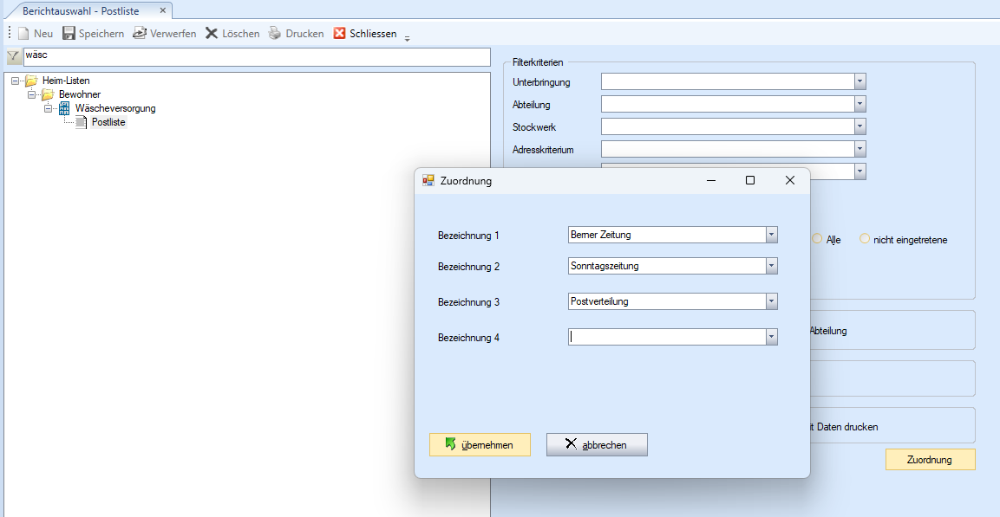 Berichtauswahl - Postliste
Neu Speichern Verwerfen Löschen Drucken Schliessen
wäsc
Heim-Listen
Bewohner
Wäscheversorgung
Postliste
Filterkriterien
Unterbringung
Abteilung
Stockwerk
Adresskriterium
Zuordnung
Bezeichnung 1 Berner Zeitung
Bezeichnung 2 Sonntagszeitung
Bezeichnung 3 Postverteilung
Bezeichnung 4
übernehmen abbrechen
Alle nicht eingetretene
Abteilung
it Daten drucken
Zuordnung